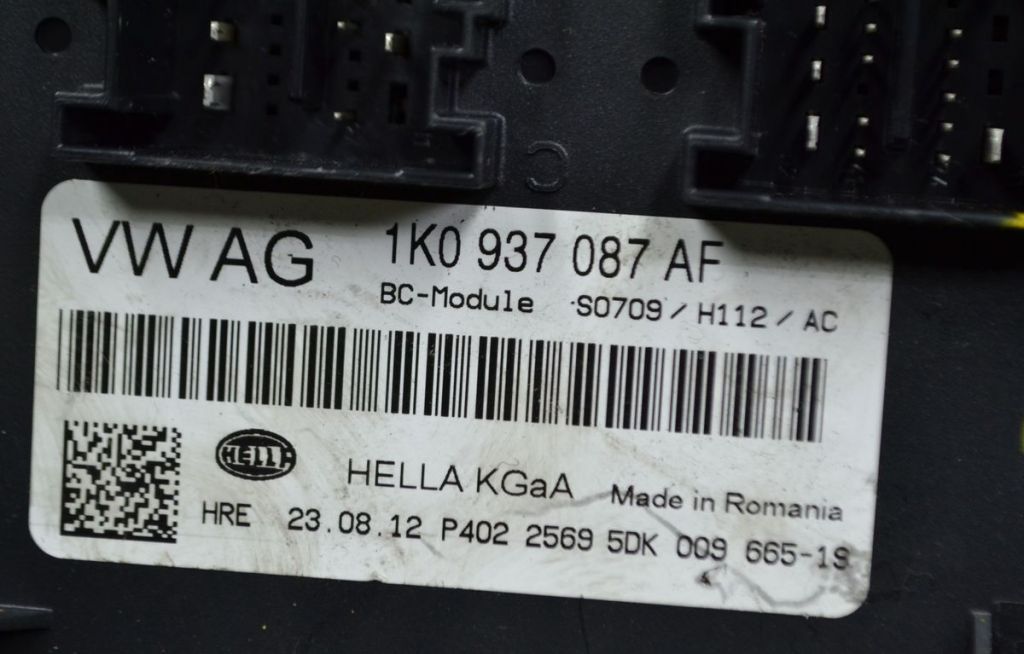 VW AG 1K0 937 087 AF
BC-Module S0709 / H112 / AC
HELLA
HELLA KGaA Made in Romania
HRE 23.08.12 P402 2569 5DK 009 665-19